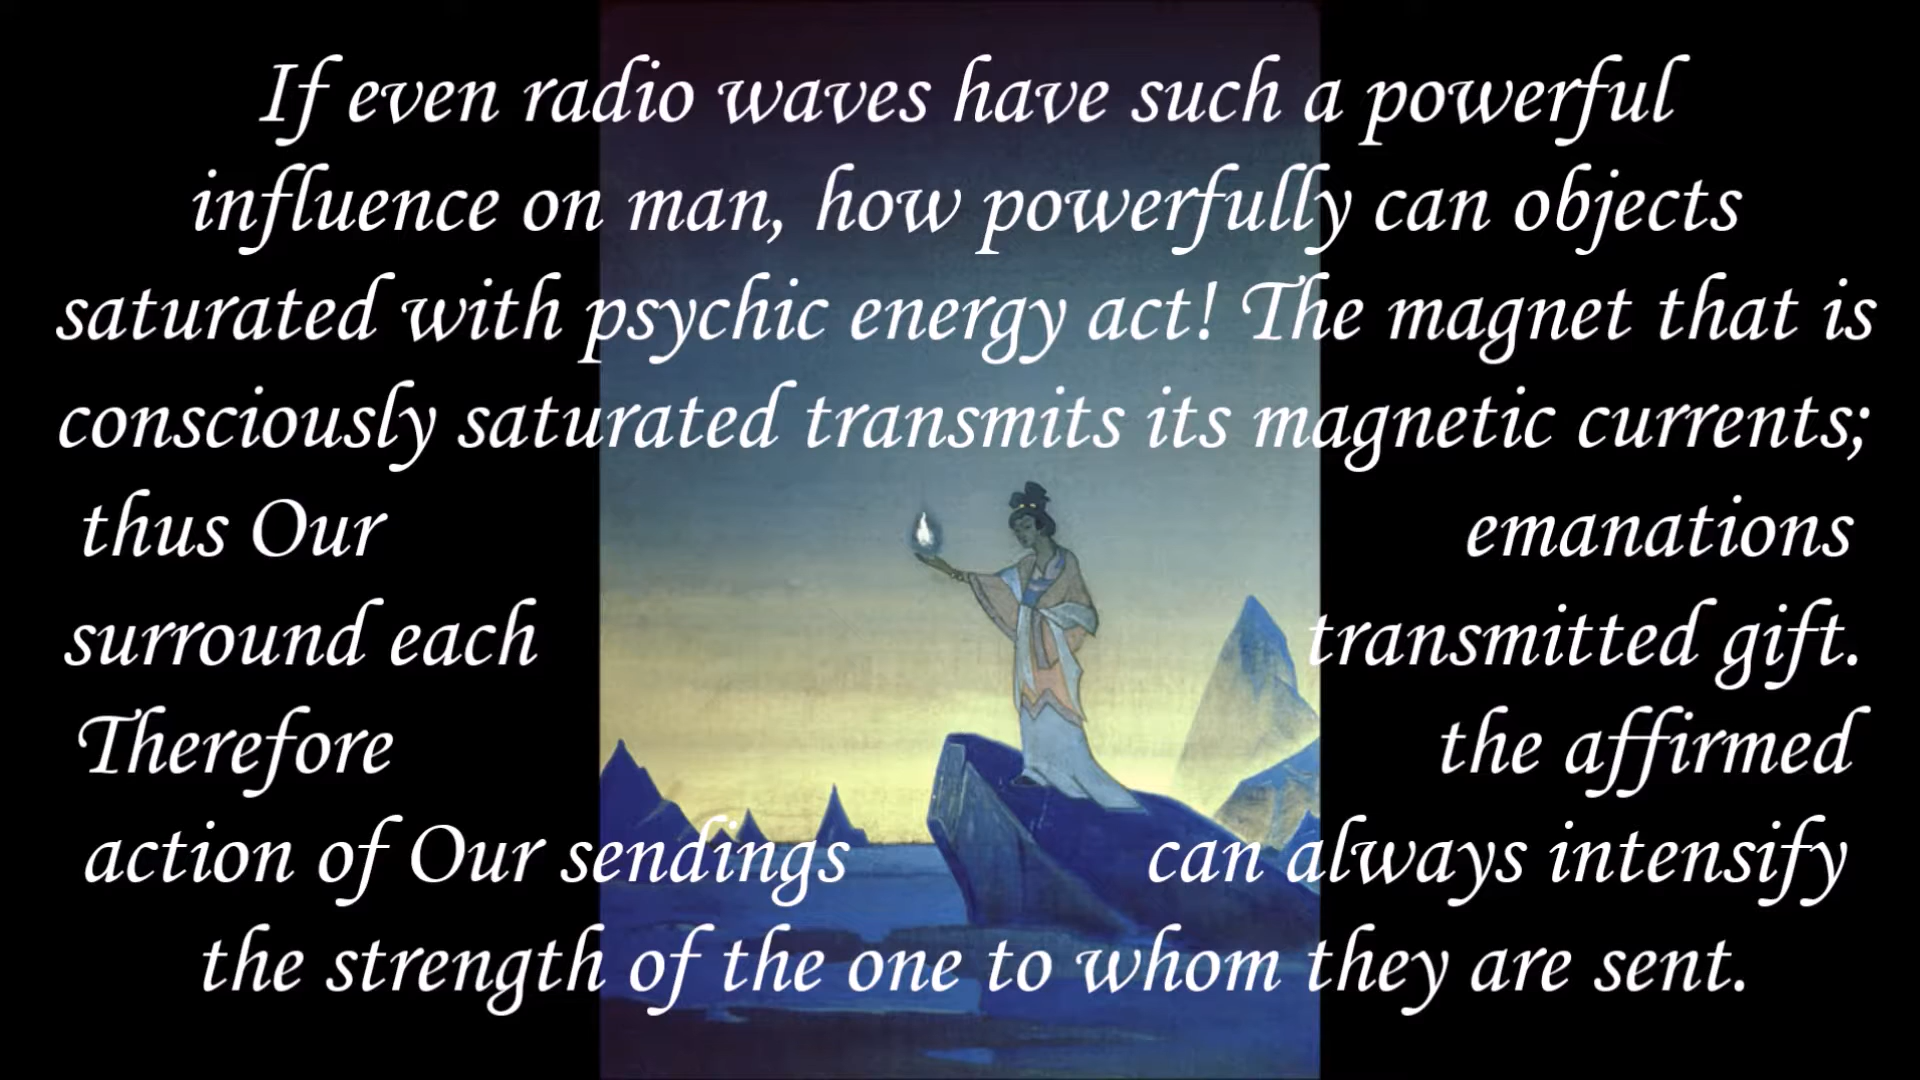 If even radio waves have such a powerful
influence on man, how powerfully can objects
saturated with psychic energy act! The magnet that is
consciously saturated transmits its magnetic currents;
thus Our emanations
surround each transmitted gift.
Therefore the affirmed
action of Our sendings can always intensify
the strength of the one to whom they are sent.